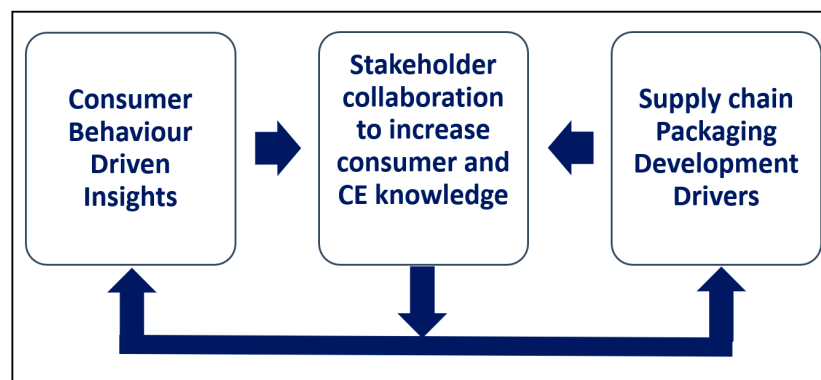 Consumer
Behaviour
Driven
Insights
Stakeholder
collaboration
to increase
consumer and
CE knowledge
Supply chain
Packaging
Development
Drivers